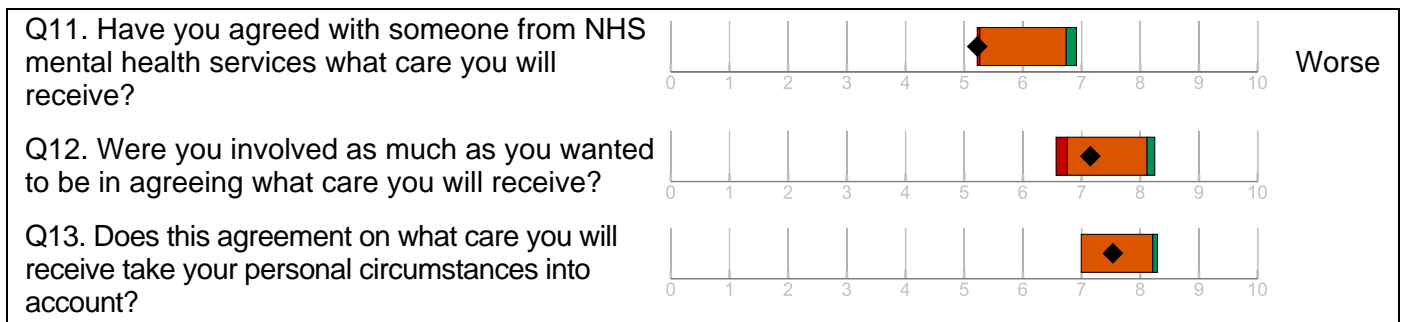 Q11. Have you agreed with someone from NHS
mental health services what care you will
receive?
0 1 2 3 4 5 6 7 8 9 10
Worse
Q12. Were you involved as much as you wanted
to be in agreeing what care you will receive?
0 1 2 3 4 5 6 7 8 9 10
Q13. Does this agreement on what care you will
receive take your personal circumstances into
account?
0 1 2 3 4 5 6 7 8 9 10